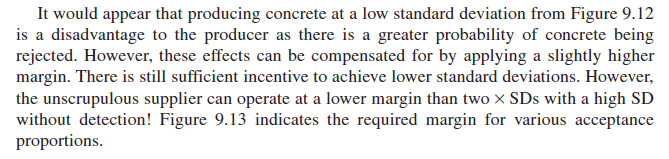 It would appear that producing concrete at a low standard deviation from Figure 9.12
is a disadvantage to the producer as there is a greater probability of concrete being
rejected. However, these effects can be compensated for by applying a slightly higher
margin. There is still sufficient incentive to achieve lower standard deviations. However,
the unscrupulous supplier can operate at a lower margin than two × SDs with a high SD
without detection! Figure 9.13 indicates the required margin for various acceptance
proportions.